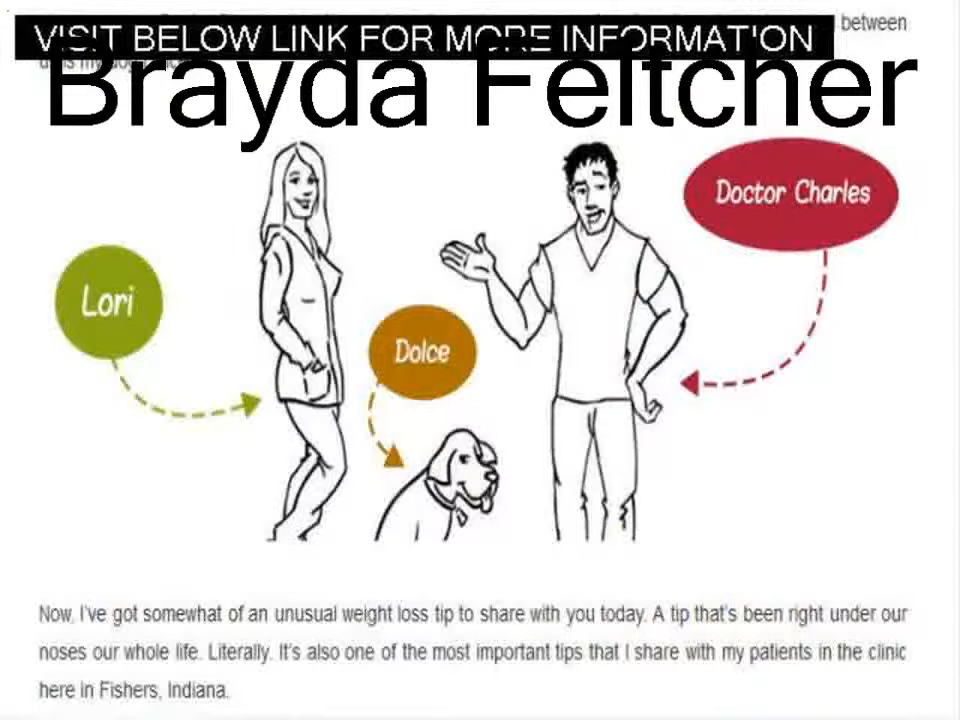 between
VISIT BELOW LINK FOR MORE INFORMATION
Brayda Feltcher
Doctor Charles
Lori
Dolce
Now, I've got somewhat of an unusual weight loss tip to share with you today. A tip that's been right under our
noses our whole life. Literally. It's also one of the most important tips that I share with my patients in the clinic
here in Fishers, Indiana.